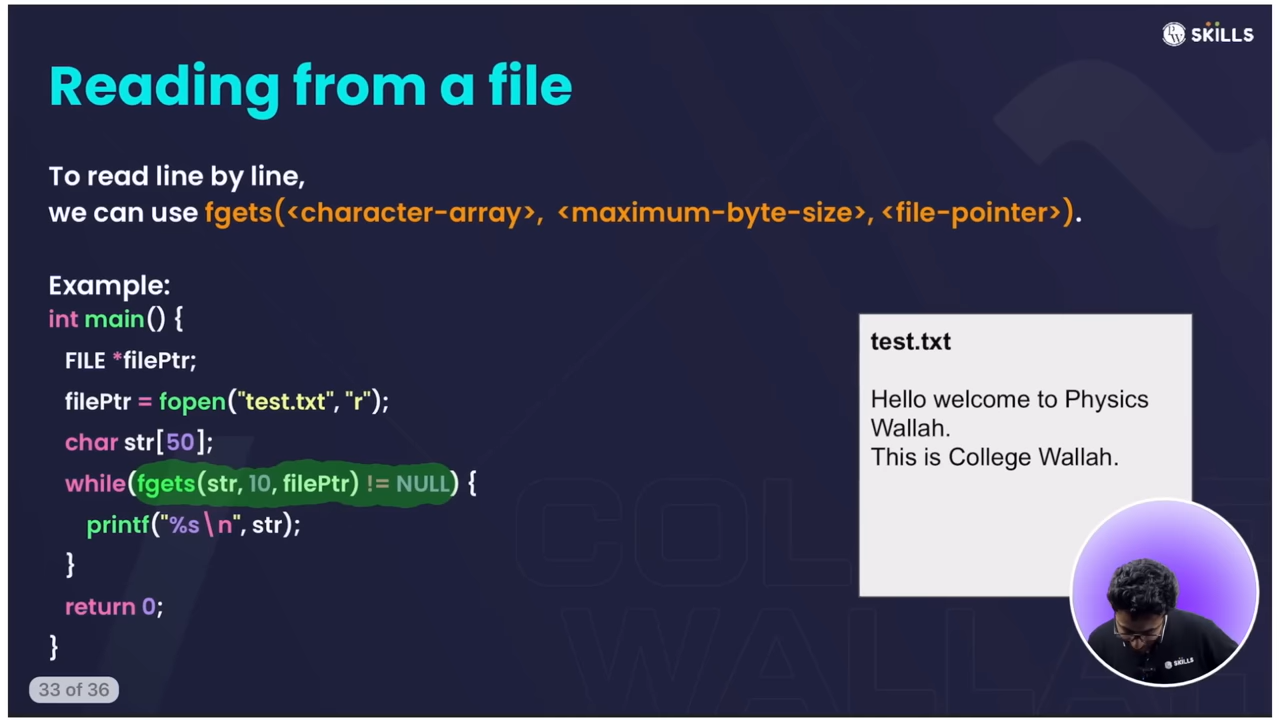 SKILLS
Reading from a file
To read line by line,
we can use fgets(<character-array>, <maximum-byte-size>, <file-pointer>).
Example:
int main() {
FILE *filePtr;
filePtr = fopen("test.txt", "r");
char str[50];
while(fgets(str, 10, filePtr) != NULL) {
printf("%s\n", str);
}
return 0;
}
test.txt
Hello welcome to Physics
Wallah.
This is College Wallah.
SKILLS
33 of 36